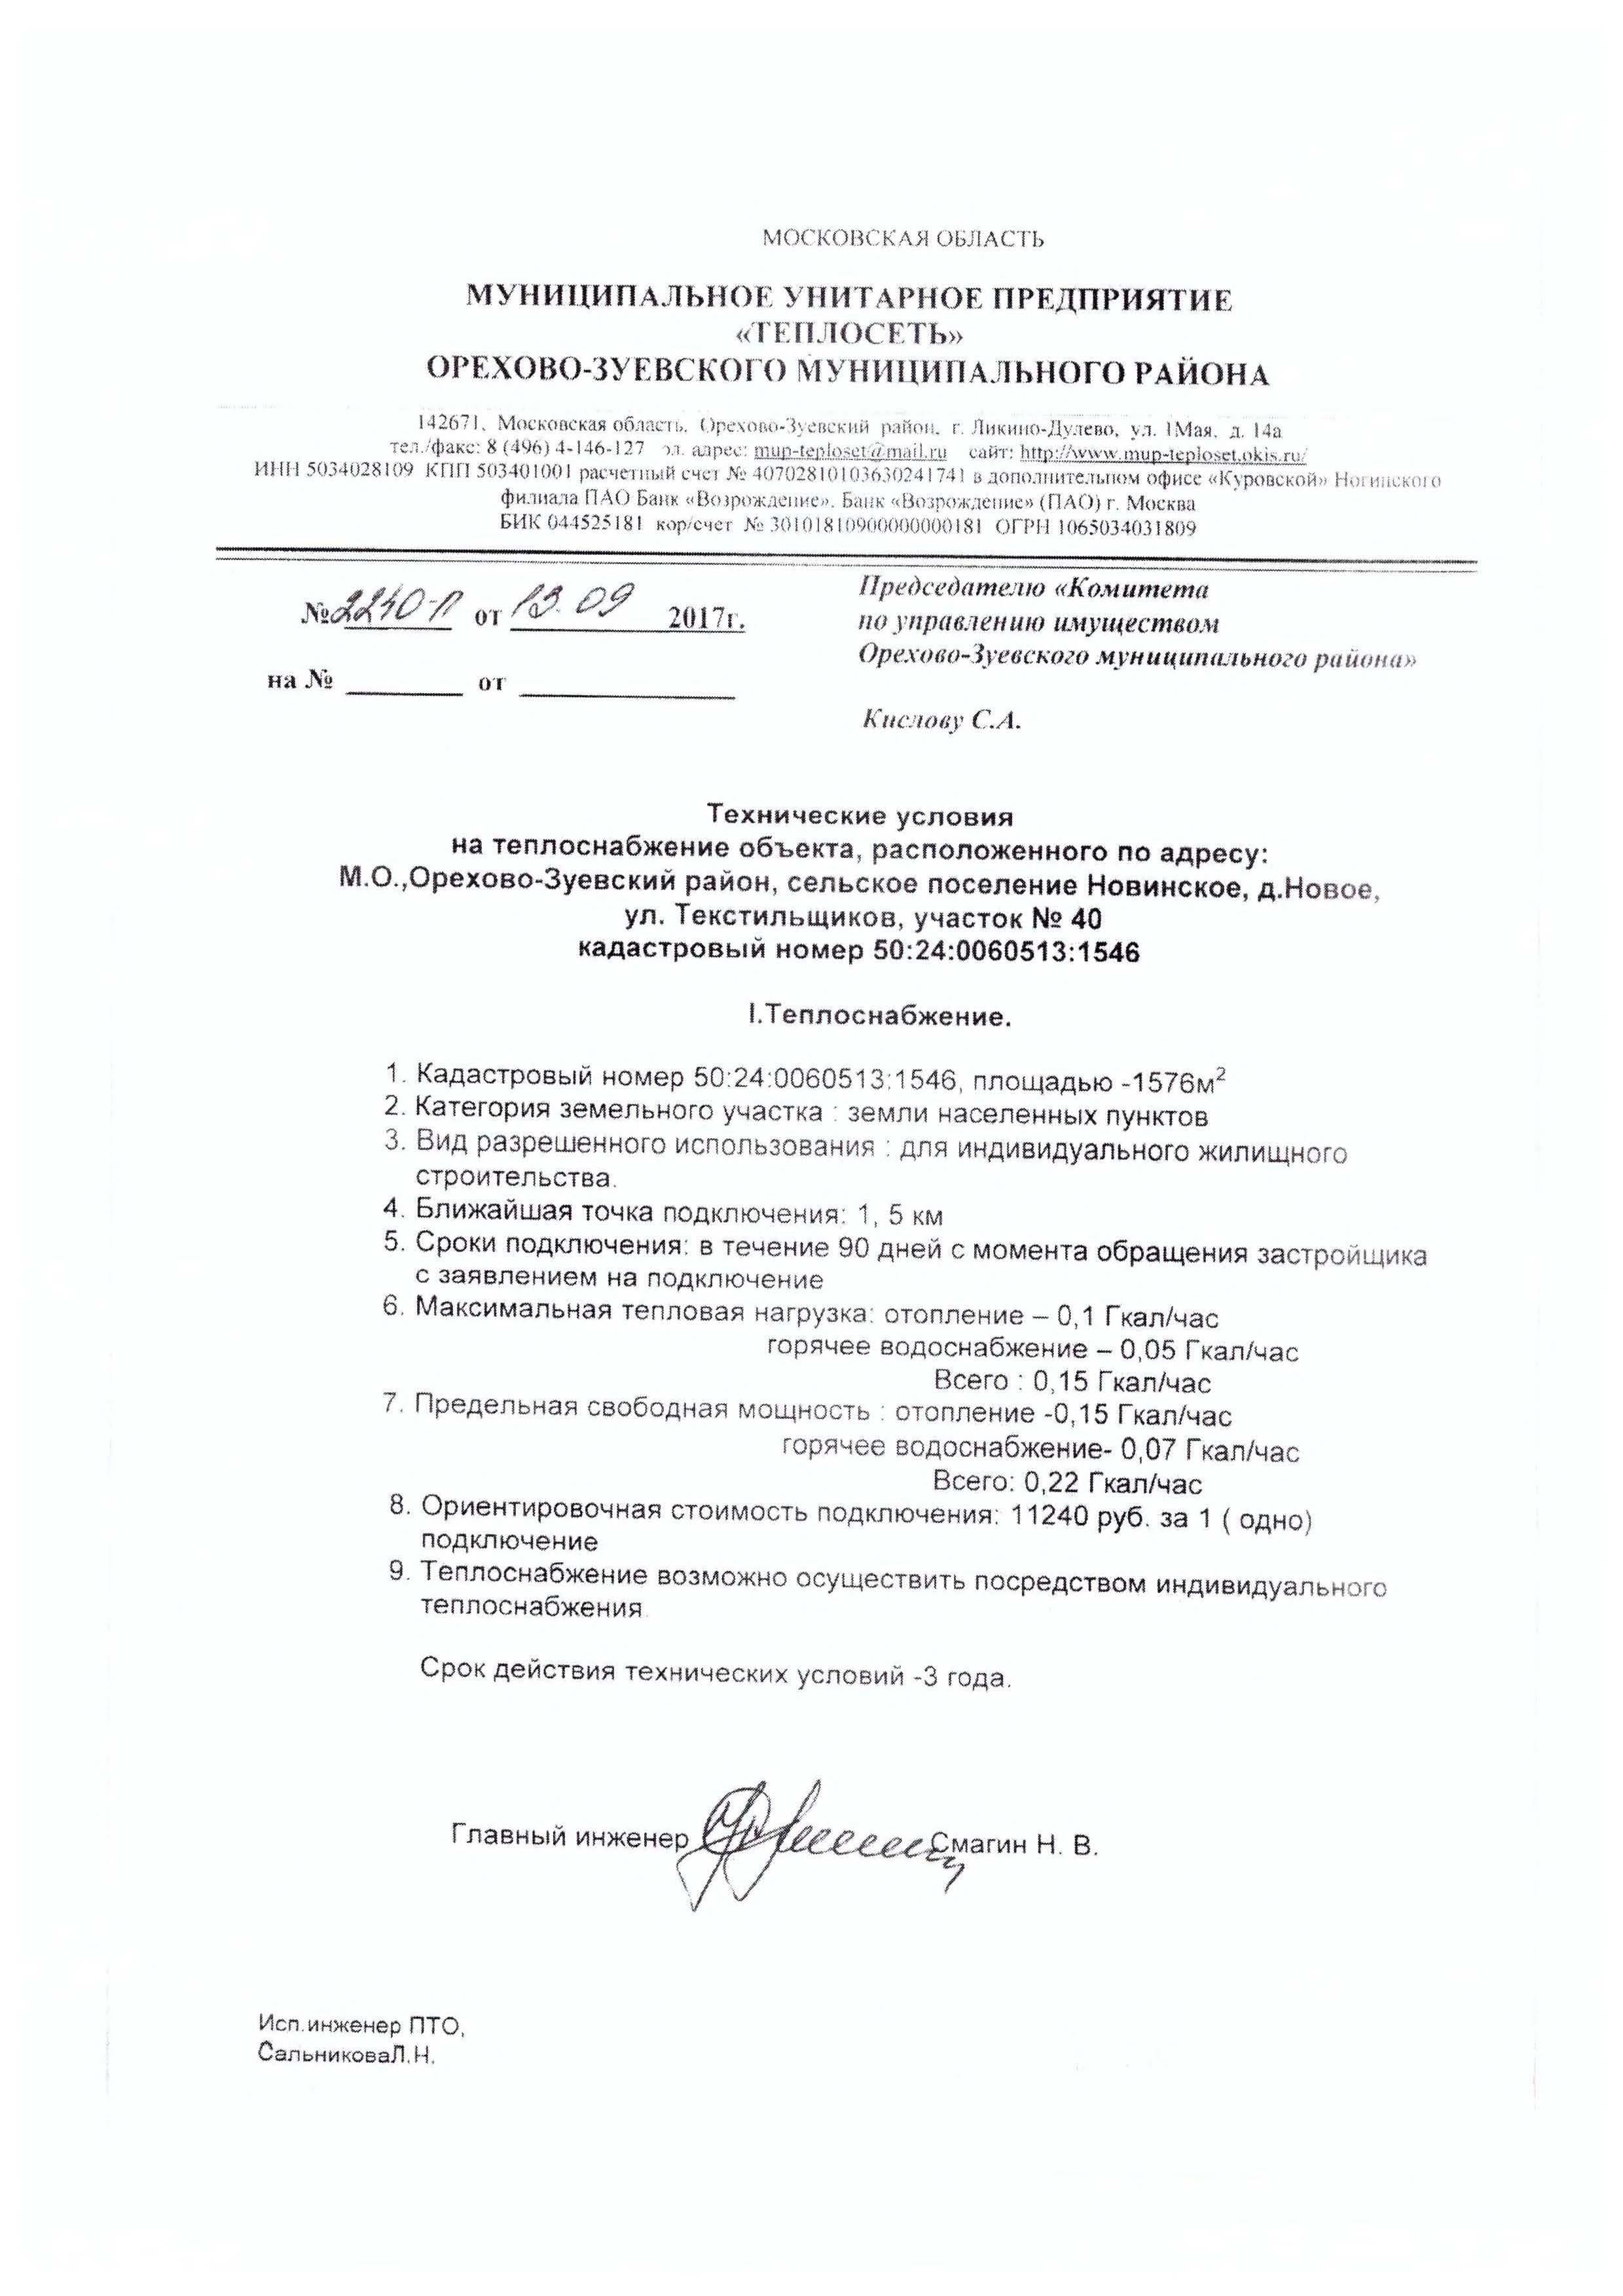 МОСКОВСКАЯ ОБЛАСТЬ
МУНИЦИПАЛЬНОЕ УНИТАРНОЕ ПРЕДПРИЯТИЕ
«ТЕПЛОСЕТЬ»
ОРЕХОВО-ЗУЕВСКОГО МУНИЦИПАЛЬНОГО РАЙОНА
142671, Московская область, Орехово-Зуевский район, г. Ликино-Дулево, ул. 1Мая, д. 14а
тел./факс: 8 (496) 4-146-127 эл. адрес: mup-teploset@mail.ru сайт: http://www.mup-teploset.okis.ru/
ИНН 5034028109 КПП 503401001 расчетный счет № 40702810103630241741 в дополнительном офисе «Куровской» Ногинского
филиала ПАО Банк «Возрождение». Банк «Возрождение» (ПАО) г. Москва
БИК 044525181 кор/счет № 30101810900000000181 ОГРН 1065034031809
№ 2240-П от 13.09 2017г.
на № ________ от ________
Председателю «Комитета
по управлению имуществом
Орехово-Зуевского муниципального района»
Кислову С.А.
Технические условия
на теплоснабжение объекта, расположенного по адресу:
М.О.,Орехово-Зуевский район, сельское поселение Новинское, д.Новое,
ул. Текстильщиков, участок № 40
кадастровый номер 50:24:0060513:1546
I.Теплоснабжение.
1. Кадастровый номер 50:24:0060513:1546, площадью -1576м²
2. Категория земельного участка : земли населенных пунктов
3. Вид разрешенного использования : для индивидуального жилищного
строительства.
4. Ближайшая точка подключения: 1, 5 км
5. Сроки подключения: в течение 90 дней с момента обращения застройщика
с заявлением на подключение
6. Максимальная тепловая нагрузка: отопление – 0,1 Гкал/час
горячее водоснабжение – 0,05 Гкал/час
Всего : 0,15 Гкал/час
7. Предельная свободная мощность : отопление -0,15 Гкал/час
горячее водоснабжение- 0,07 Гкал/час
Всего: 0,22 Гкал/час
8. Ориентировочная стоимость подключения: 11240 руб. за 1 ( одно)
подключение
9. Теплоснабжение возможно осуществить посредством индивидуального
теплоснабжения
Срок действия технических условий -3 года.
Главный инженер Смагин Н. В.
Исп.инженер ПТО,
СальниковаЛ.Н.